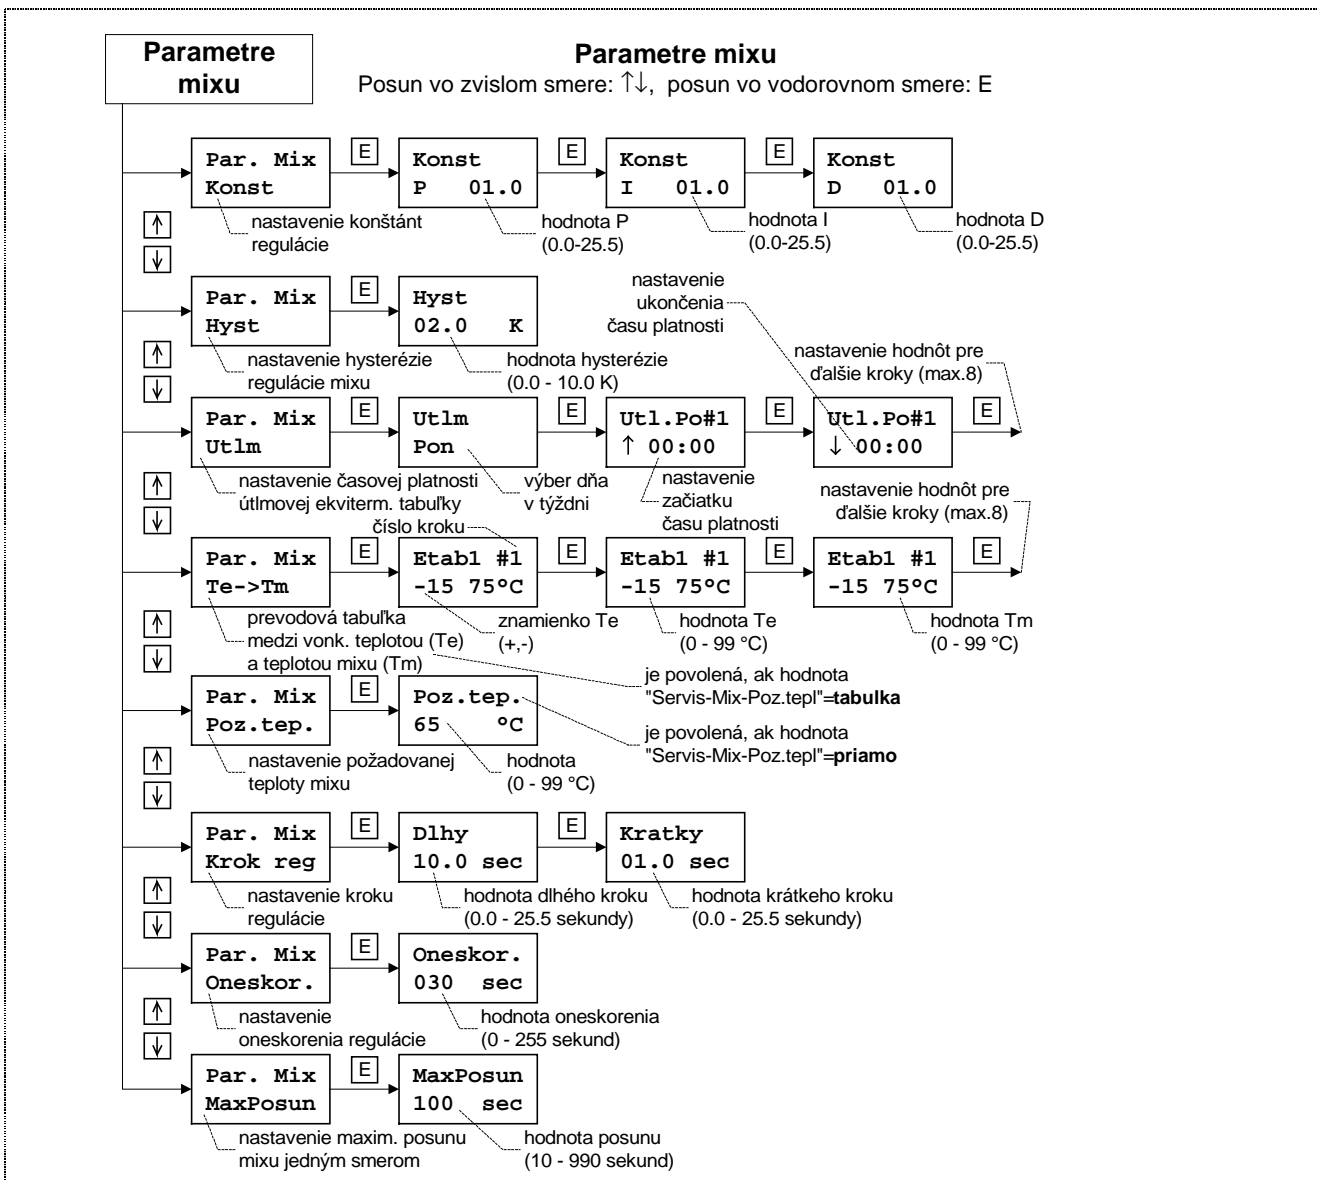 Parametre
mixu
Parametre mixu
Posun vo zvislom smere: ↑↓, posun vo vodorovnom smere: E
Par. Mix
Konst
E
Konst
P 01.0
E
Konst
I 01.0
E
Konst
D 01.0
nastavenie konštánt
regulácie
hodnota P
(0.0-25.5)
hodnota I
(0.0-25.5)
hodnota D
(0.0-25.5)
↑
↓
Par. Mix
Hyst
E
Hyst
02.0 K
nastavenie
ukončenia
času platnosti
nastavenie hysterézie
regulácie mixu
hodnota hysterézie
(0.0 - 10.0 K)
nastavenie hodnôt pre
ďalšie kroky (max.8)
↑
↓
Par. Mix
Utlm
E
Utlm
Pon
E
Utl.Po#1
↑ 00:00
E
Utl.Po#1
↓ 00:00
E
nastavenie časovej platnosti
útlmovej ekviterm. tabuľky
výber dňa
v týždni
nastavenie
začiatku
času platnosti
nastavenie hodnôt pre
ďalšie kroky (max.8)
číslo kroku
↑
↓
Par. Mix
Te->Tm
E
Etab1 #1
-15 75°C
E
Etab1 #1
-15 75°C
E
Etab1 #1
-15 75°C
E
prevodová tabuľka
medzi vonk. teplotou (Te)
a teplotou mixu (Tm)
znamienko Te
(+,-)
hodnota Te
(0 - 99 °C)
hodnota Tm
(0 - 99 °C)
je povolená, ak hodnota
"Servis-Mix-Poz.tepl"=tabulka
↑
↓
Par. Mix
Poz.tep.
E
Poz.tep.
65 °C
je povolená, ak hodnota
"Servis-Mix-Poz.tepl"=priamo
nastavenie požadovanej
teploty mixu
hodnota
(0 - 99 °C)
↑
↓
Par. Mix
Krok reg
E
Dlhy
10.0 sec
E
Kratky
01.0 sec
nastavenie kroku
regulácie
hodnota dlhého kroku
(0.0 - 25.5 sekundy)
hodnota krátkeho kroku
(0.0 - 25.5 sekundy)
↑
↓
Par. Mix
Oneskor.
E
Oneskor.
030 sec
nastavenie
oneskorenia regulácie
hodnota oneskorenia
(0 - 255 sekund)
↑
↓
Par. Mix
MaxPosun
E
MaxPosun
100 sec
nastavenie maxim. posunu
mixu jedným smerom
hodnota posunu
(10 - 990 sekund)